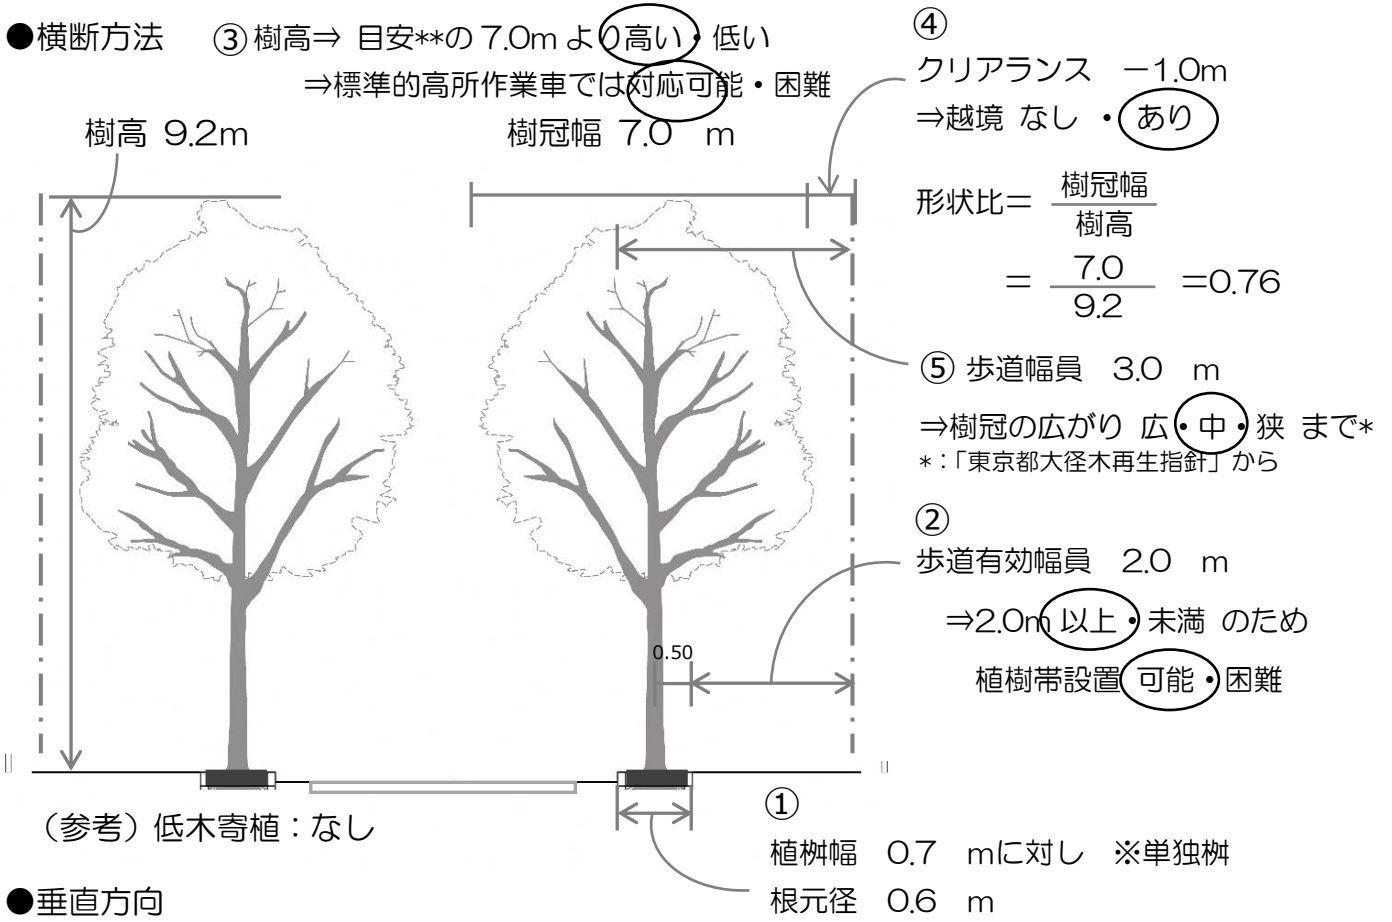 ●横断方法 ③樹高⇒ 目安**の 7.0m より高い・低い
⇒標準的高所作業車では対応可能・困難
樹高 9.2m
樹冠幅 7.0 m
④
クリアランス －1.0m
⇒越境 なし ・ あり
形状比＝ 樹冠幅
樹高
＝ 7.0 ＝0.76
9.2
⑤ 歩道幅員 3.0 m
⇒樹冠の広がり 広・中・狭 まで*
*：「東京都大径木再生指針」から
②
歩道有効幅員 2.0 m
⇒2.0m 以上・未満 のため
植樹帯設置 可能・困難
0.50
①
植桝幅 0.7 mに対し ※単独桝
根元径 0.6 m
（参考）低木寄植：なし
●垂直方向